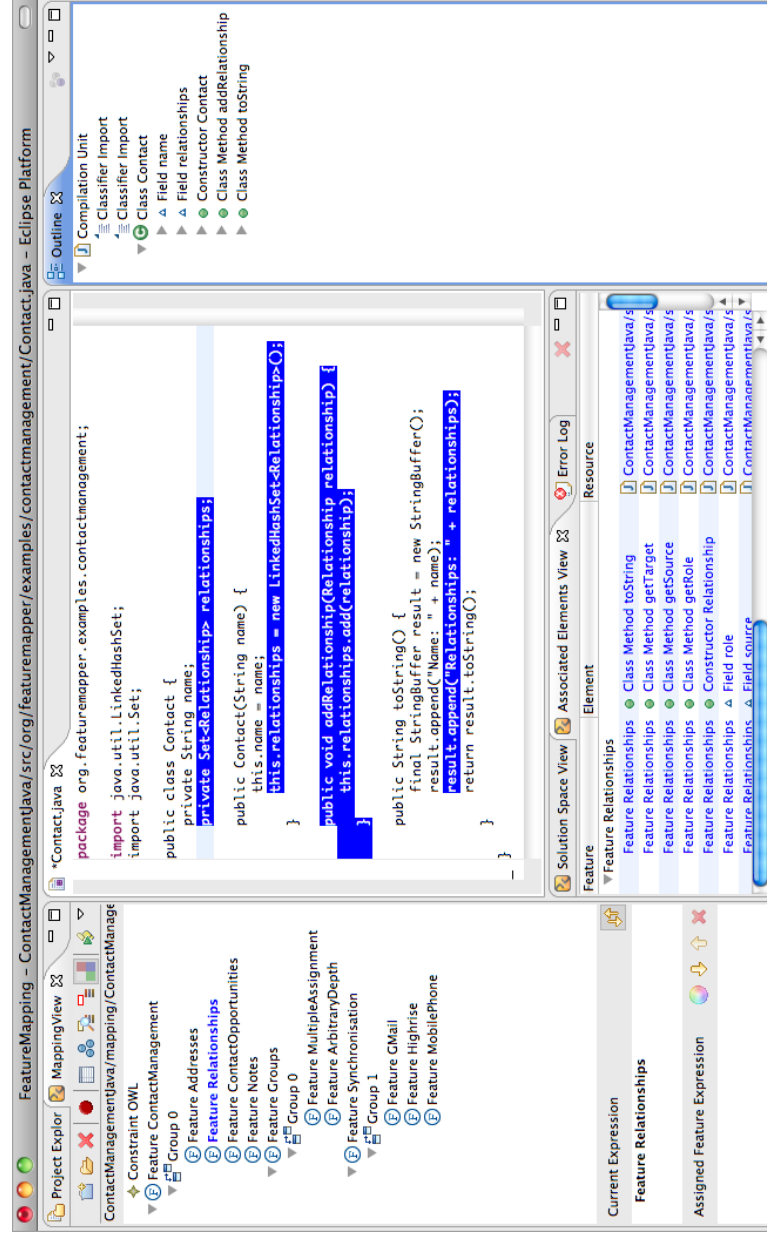 FeatureMapping – ContactManagementJava/src/org/featuremapper/examples/contactmanagement/Contact.java – Eclipse Platform
Project Explor
MappingView
ContactManagementJava/mapping/ContactManage
Constraint OWL
Feature ContactManagement
Group 0
Feature Addresses
Feature Relationships
Feature ContactOpportunities
Feature Notes
Feature Groups
Group 0
Feature MultipleAssignment
Feature ArbitraryDepth
Feature Synchronisation
Group 1
Feature GMail
Feature Highrise
Feature MobilePhone
Current Expression
Feature Relationships
Assigned Feature Expression
*Contact.java
package org.featuremapper.examples.contactmanagement;
import java.util.LinkedHashSet;
import java.util.Set;
public class Contact {
private String name;
private Set<Relationship> relationships;
public Contact(String name) {
this.name = name;
this.relationships = new LinkedHashSet<Relationship>();
}
public void addRelationship(Relationship relationship) {
this.relationships.add(relationship);
}
public String toString() {
final StringBuffer result = new StringBuffer();
result.append("Name: " + name);
result.append("Relationships: " + relationships);
return result.toString();
}
}
Solution Space View
Associated Elements View
Error Log
Feature Element Resource
Feature Relationships
Feature Relationships Class Method toString ContactManagementJava/s
Feature Relationships Class Method getTarget ContactManagementJava/s
Feature Relationships Class Method getSource ContactManagementJava/s
Feature Relationships Class Method getRole ContactManagementJava/s
Feature Relationships Constructor Relationship ContactManagementJava/s
Feature Relationships Field role ContactManagementJava/s
Feature Relationships Field source ContactManagementJava/s
Outline
Compilation Unit
Classifier Import
Classifier Import
Class Contact
Field name
Field relationships
Constructor Contact
Class Method addRelationship
Class Method toString